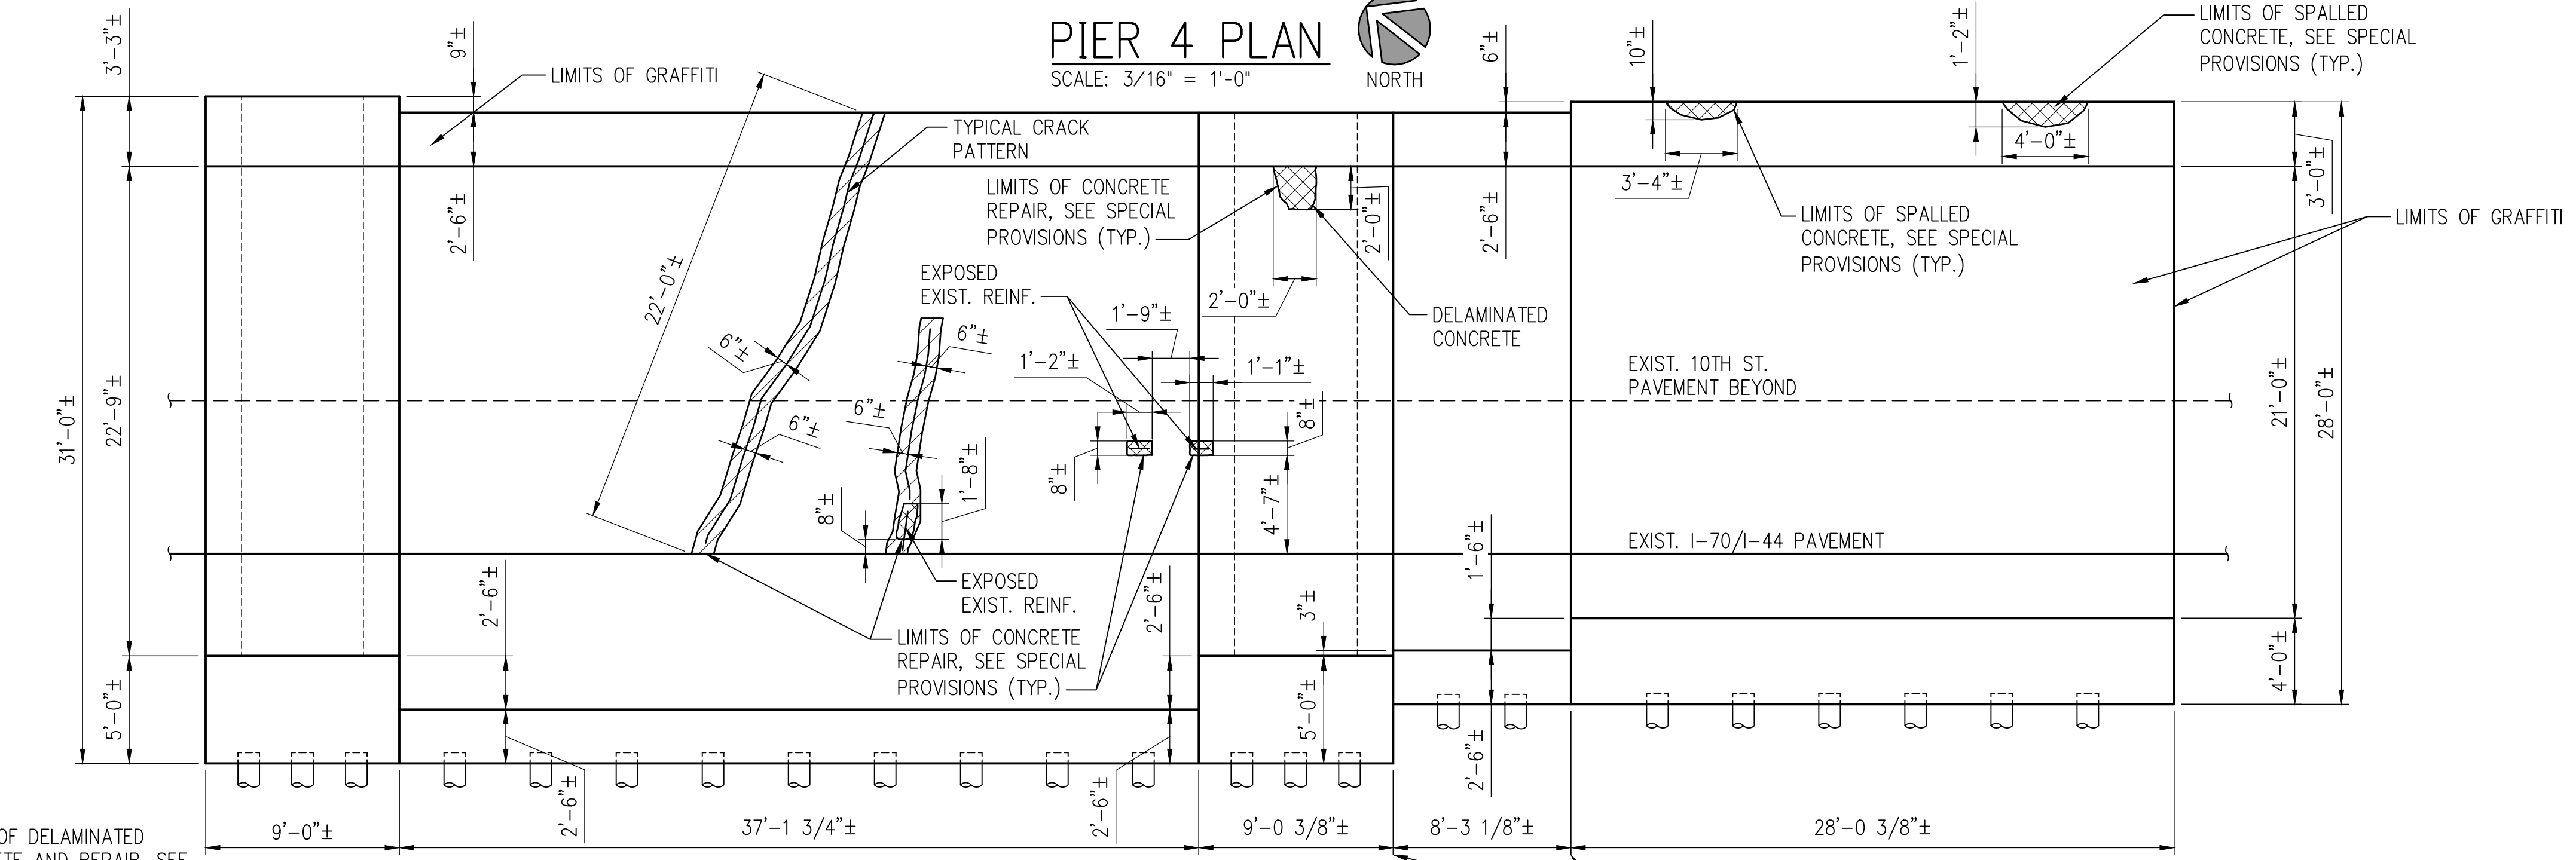 PIER 4 PLAN
SCALE: 3/16" = 1'-0"
NORTH
3'-3"±
9"±
LIMITS OF GRAFFITI
6"±
10"±
1'-2"±
LIMITS OF SPALLED
CONCRETE, SEE SPECIAL
PROVISIONS (TYP.)
TYPICAL CRACK
PATTERN
4'-0"±
3'-4"±
3'-0"±
LIMITS OF CONCRETE
REPAIR, SEE SPECIAL
PROVISIONS (TYP.)
2'-6"±
2'-0"±
2'-6"±
LIMITS OF SPALLED
CONCRETE, SEE SPECIAL
PROVISIONS (TYP.)
LIMITS OF GRAFFITI
22'-0"±
EXPOSED
EXIST. REINF.
2'-0"±
1'-9"±
DELAMINATED
CONCRETE
6"±
6"±
1'-2"±
1'-1"±
EXIST. 10TH ST.
PAVEMENT BEYOND
31'-0"±
22'-9"±
6"±
6"±
8"±
21'-0"±
28'-0"±
8"±
1'-8"±
8"±
4'-7"±
EXIST. I-70/I-44 PAVEMENT
1'-6"±
EXPOSED
EXIST. REINF.
2'-6"±
2'-6"±
3"±
LIMITS OF CONCRETE
REPAIR, SEE SPECIAL
PROVISIONS (TYP.)
5'-0"±
5'-0"±
4'-0"±
2'-6"±
2'-6"±
2'-6"±
9'-0"±
37'-1 3/4"±
9'-0 3/8"±
8'-3 1/8"±
28'-0 3/8"±
OF DELAMINATED
AND REPAIR, SEE